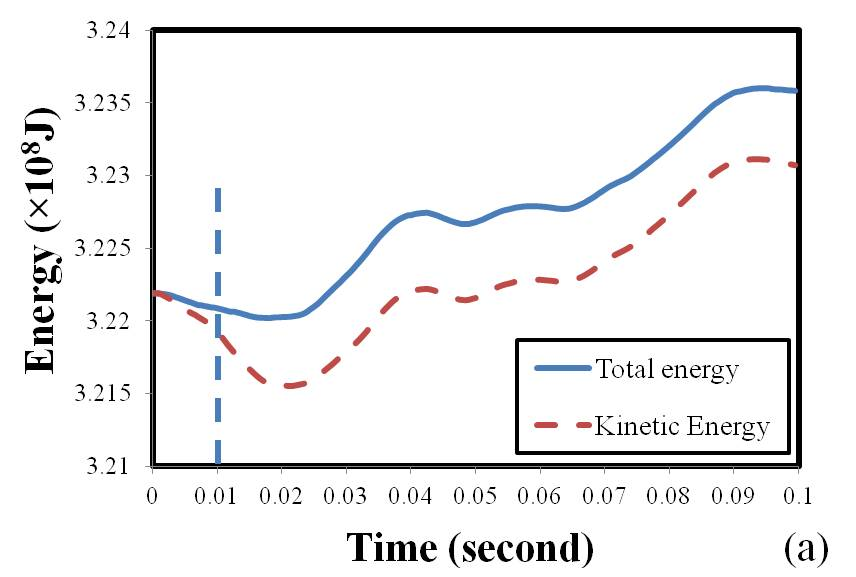 3.24
3.235
3.23
3.225
3.22
3.215
3.21
Energy (×10⁸J)
0 0.01 0.02 0.03 0.04 0.05 0.06 0.07 0.08 0.09 0.1
Time (second)
(a)
Total energy
Kinetic Energy